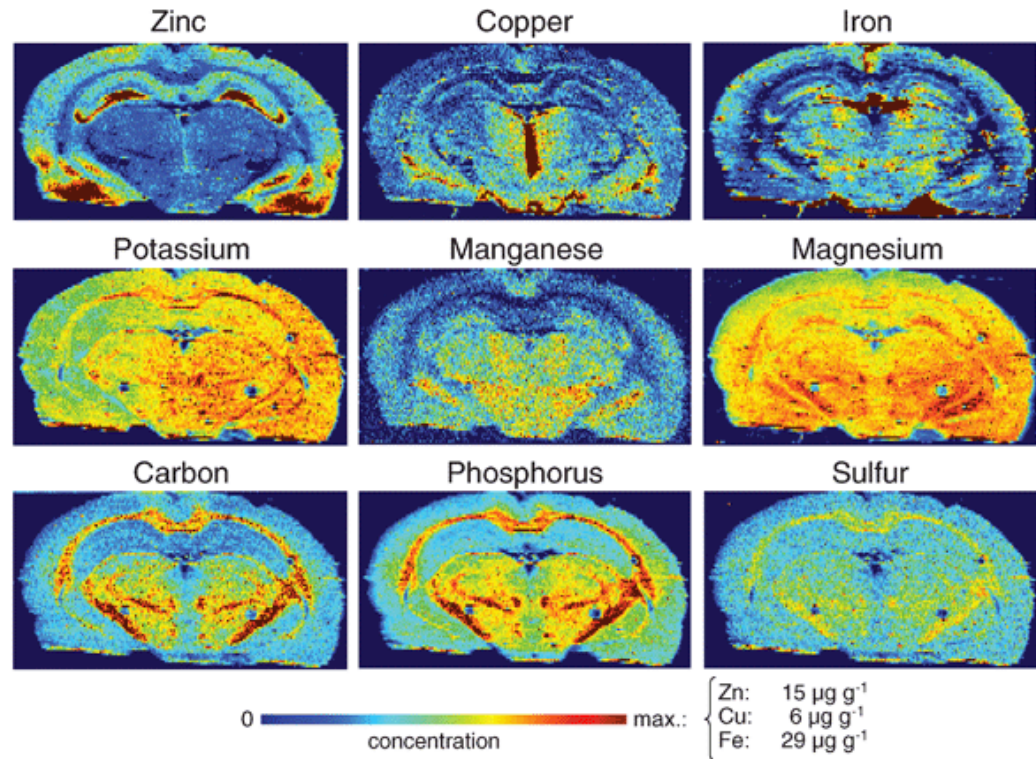 Zinc Copper Iron
Potassium Manganese Magnesium
Carbon Phosphorus Sulfur
0 max.:
concentration
Zn: 15 µg g⁻¹
Cu: 6 µg g⁻¹
Fe: 29 µg g⁻¹